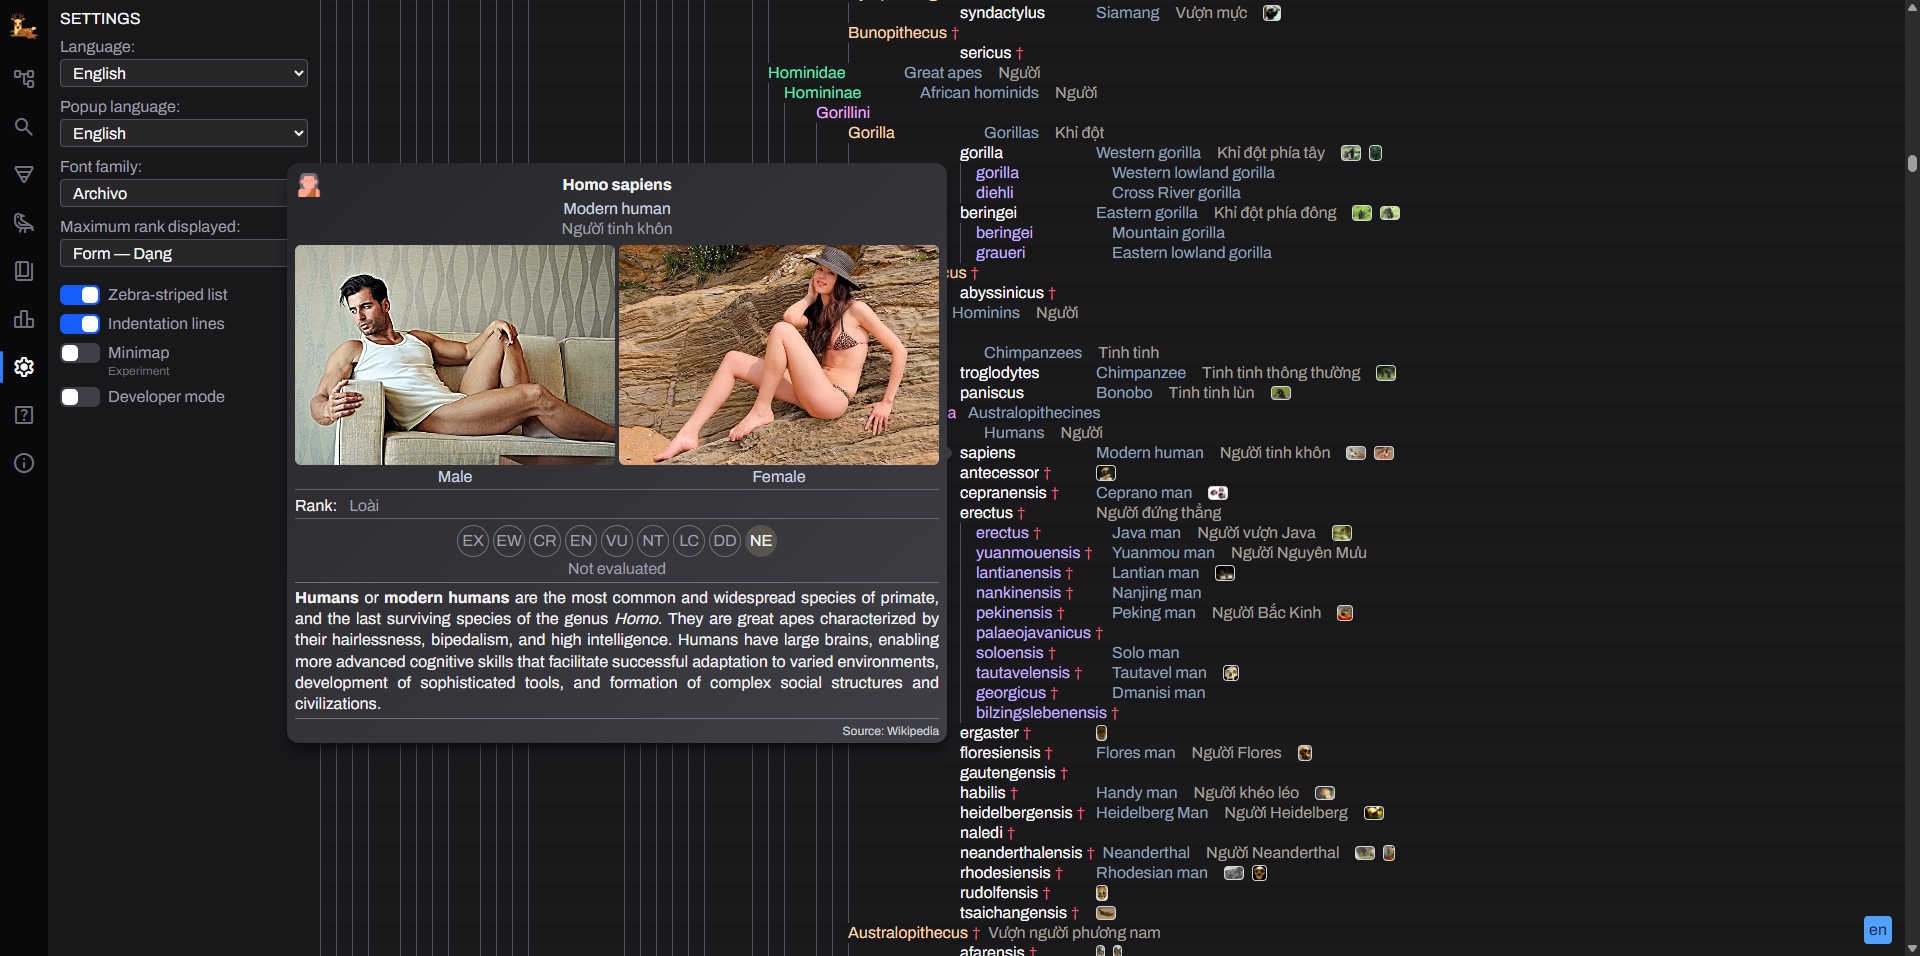 SETTINGS
Language:
English
Popup language:
English
Font family:
Archivo
Maximum rank displayed:
Form — Dạng
Zebra-striped list
Indentation lines
Minimap
Experiment
Developer mode
Homo sapiens
Modern human
Người tinh khôn
Male Female
Rank: Loài
EX EW CR EN VU NT LC DD NE
Not evaluated
Humans or modern humans are the most common and widespread species of primate,
and the last surviving species of the genus Homo. They are great apes characterized by
their hairlessness, bipedalism, and high intelligence. Humans have large brains, enabling
more advanced cognitive skills that facilitate successful adaptation to varied environments,
development of sophisticated tools, and formation of complex social structures and
civilizations.
Source: Wikipedia
syndactylus Siamang Vượn mực
Bunopithecus †
sericus †
Hominidae Great apes Người
Homininae African hominids Người
Gorillini
Gorilla Gorillas Khỉ đột
gorilla Western gorilla Khỉ đột phía tây
gorilla Western lowland gorilla
diehli Cross River gorilla
beringei Eastern gorilla Khỉ đột phía đông
beringei Mountain gorilla
graueri Eastern lowland gorilla
cus †
abyssinicus †
Hominins Người
Chimpanzees Tinh tinh
troglodytes Chimpanzee Tinh tinh thông thường
paniscus Bonobo Tinh tinh lùn
a Australopithecines
Humans Người
sapiens Modern human Người tinh khôn
antecessor †
cepranensis † Ceprano man
erectus † Người đứng thẳng
erectus † Java man Người vượn Java
yuanmouensis † Yuanmou man Người Nguyên Mưu
lantianensis † Lantian man
nankinensis † Nanjing man
pekinensis † Peking man Người Bắc Kinh
palaeojavanicus †
soloensis † Solo man
tautavelensis † Tautavel man
georgicus † Dmanisi man
bilzingslebenensis †
ergaster †
floresiensis † Flores man Người Flores
gautengensis †
habilis † Handy man Người khéo léo
heidelbergensis † Heidelberg Man Người Heidelberg
naledi †
neanderthalensis † Neanderthal Người Neanderthal
rhodesiensis † Rhodesian man
rudolfensis †
tsaichangensis †
Australopithecus † Vượn người phương nam
afarensis †
en